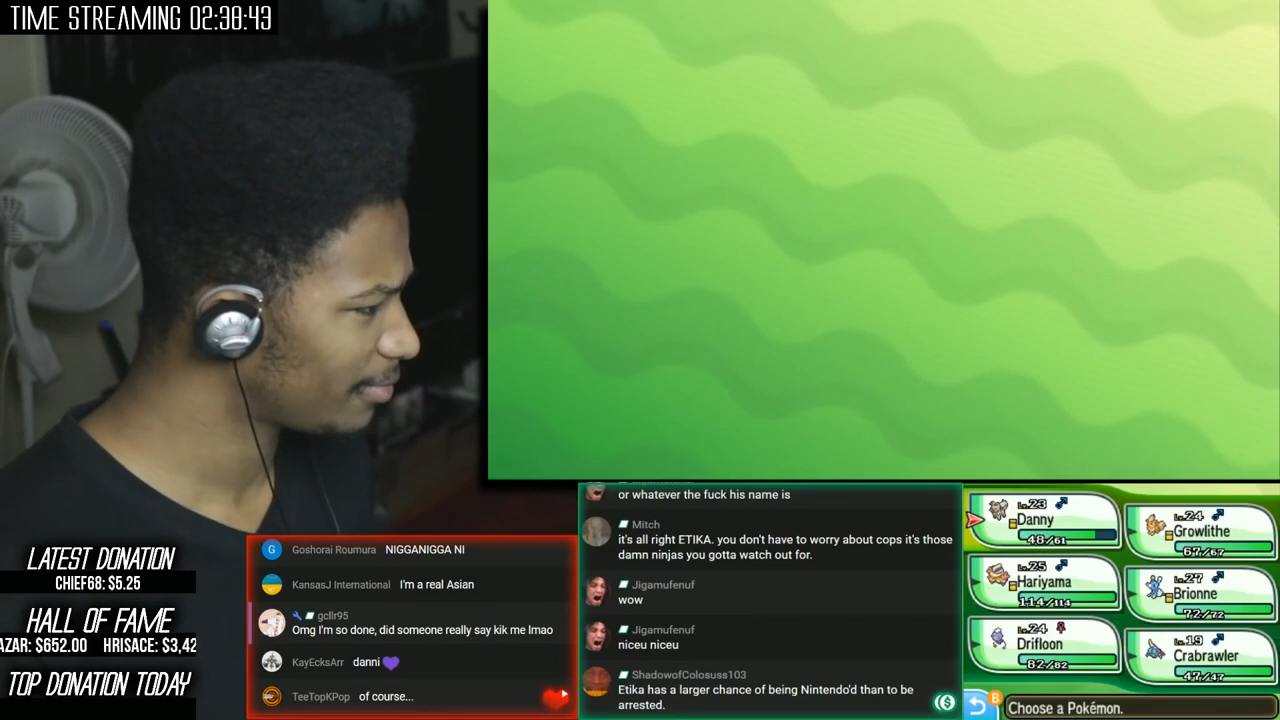 TIME STREAMING 02:38:43
LATEST DONATION
CHIEF68: $5.25
HALL OF FAME
AZAR: $652.00 HRISACE: $3,42
TOP DONATION TODAY
Goshorai Roumura NIGGANIGGA NI
KansasJ International I'm a real Asian
gcllr95
Omg I'm so done, did someone really say kik me lmao
KayEcksArr danni
TeeTopKPop of course...
or whatever the fuck his name is
Mitch
it's all right ETIKA. you don't have to worry about cops it's those
damn ninjas you gotta watch out for.
Jigamufenuf
wow
Jigamufenuf
niceu niceu
ShadowofColosuss103
Etika has a larger chance of being Nintendo'd than to be
arrested.
Lv.23
Danny
48/61
Lv.24
Growlithe
67/67
Lv.25
Hariyama
114/114
Lv.27
Brionne
72/72
Lv.24
Drifloon
82/82
Lv.19
Crabrawler
47/47
B
Choose a Pokémon.